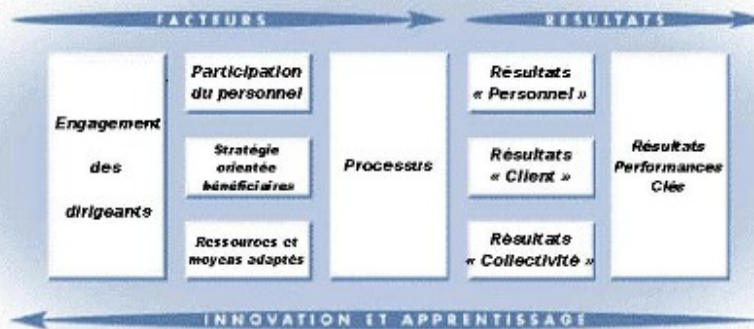 FACTEURS
RÉSULTATS
Engagement
des
dirigeants
Participation
du personnel
Stratégie
orientée
bénéficiaires
Ressources et
moyens adaptés
Processus
Résultats
« Personnel »
Résultats
« Client »
Résultats
« Collectivité »
Résultats
Performances
Clés
INNOVATION ET APPRENTISSAGE